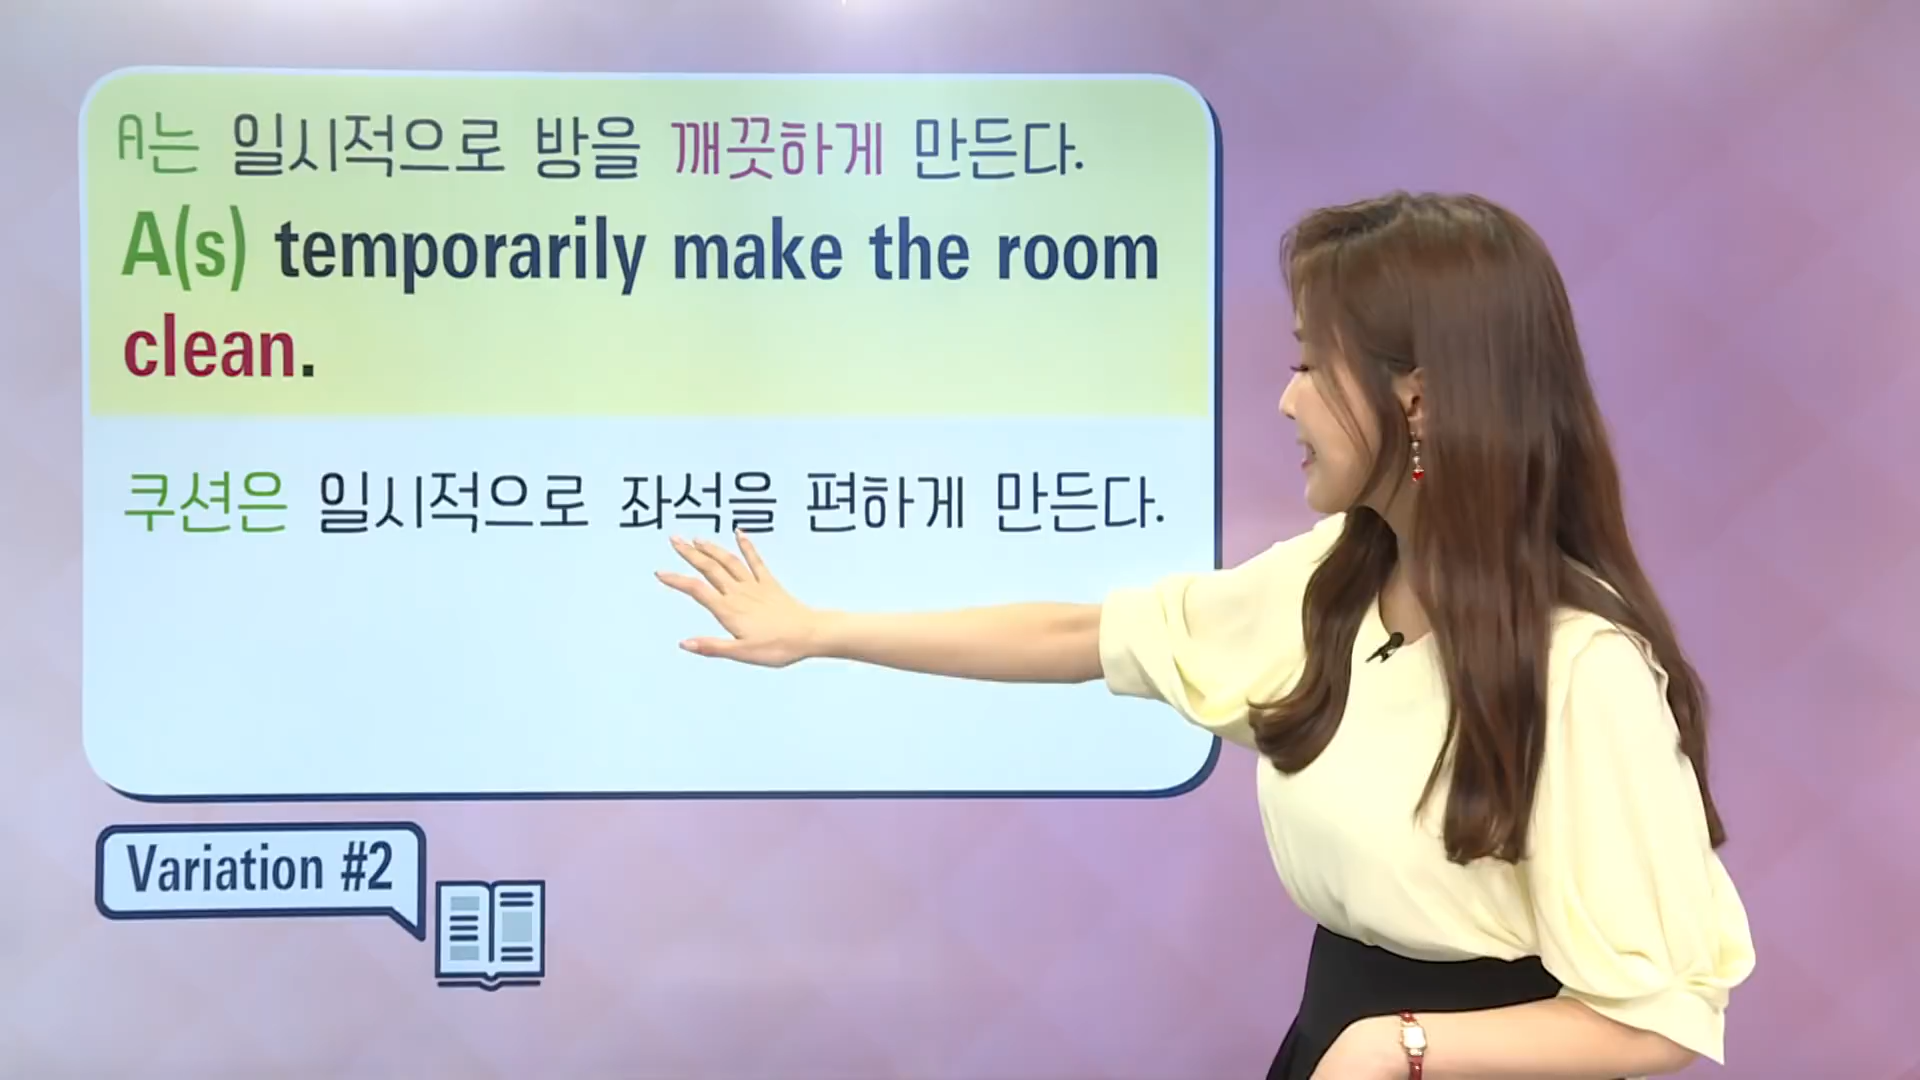 A는 일시적으로 방을 깨끗하게 만든다.
A(s) temporarily make the room
clean.
쿠션은 일시적으로 좌석을 편하게 만든다.
Variation #2